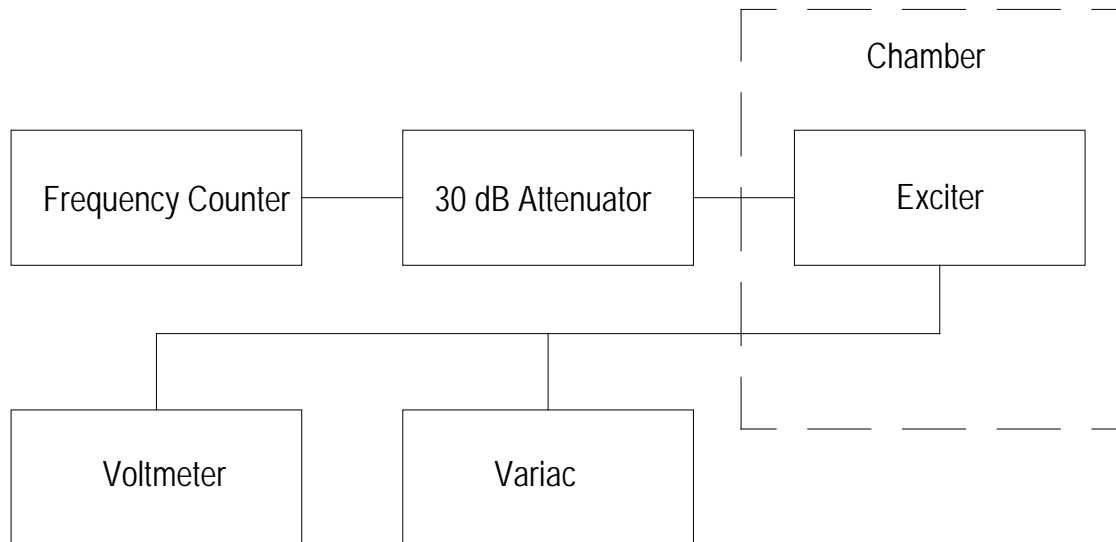 Chamber
Frequency Counter
30 dB Attenuator
Exciter
Voltmeter
Variac